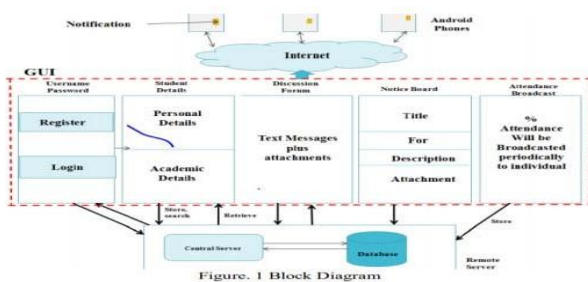 Notification
Android
Phones
Internet
GUI
Username
Password
Student
Details
Discussion
Forum
Notice Board
Attendance
Broadcast
Register
Login
Personal
Details
Academic
Details
Text Messages
plus
attachments
Title
For
Description
Attachment
%
Attendance
Will be
Broadcasted
periodically
to individual
Store,
search
Retrieve
Store
Central Server
Database
Remote
Server
Figure. 1 Block Diagram